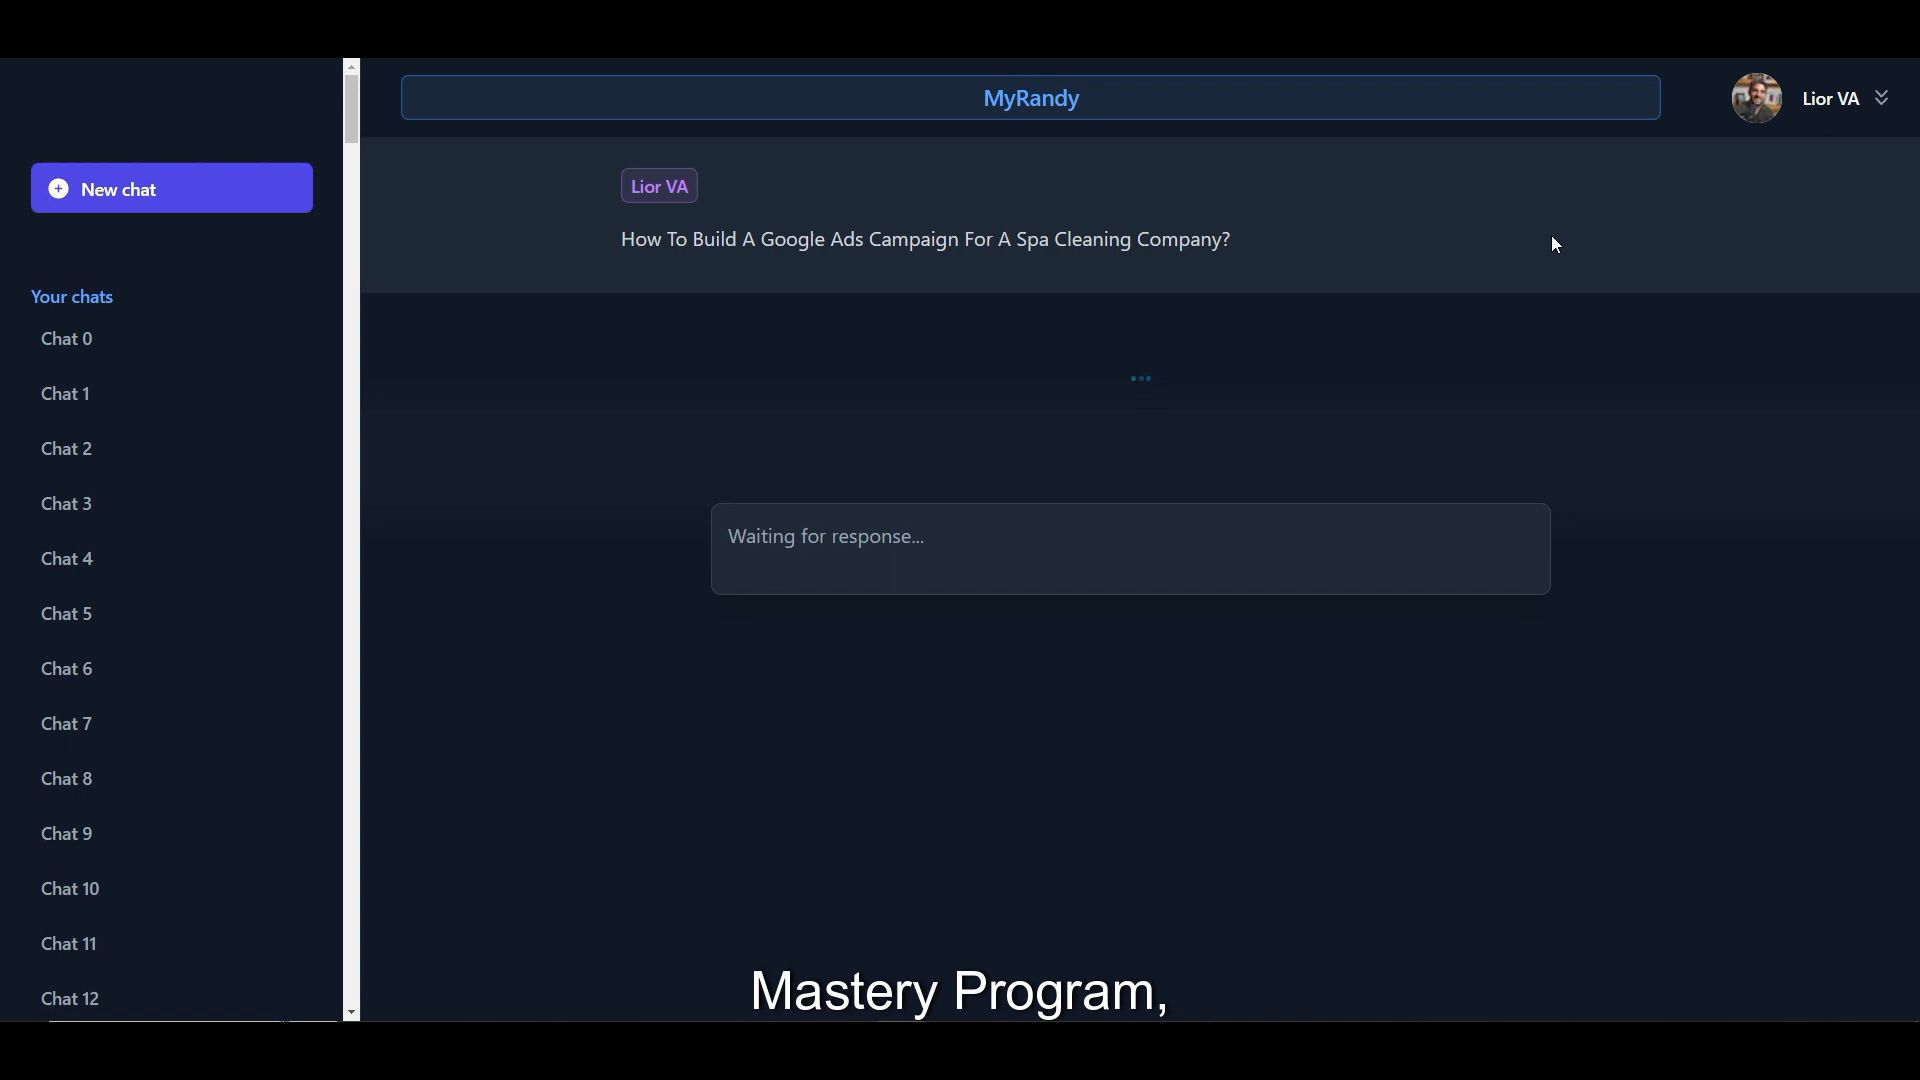 MyRandy
Lior VA
New chat
Lior VA
How To Build A Google Ads Campaign For A Spa Cleaning Company?
Your chats
Chat 0
Chat 1
Chat 2
Chat 3
Chat 4
Chat 5
Chat 6
Chat 7
Chat 8
Chat 9
Chat 10
Chat 11
Chat 12
Waiting for response...
Mastery Program,